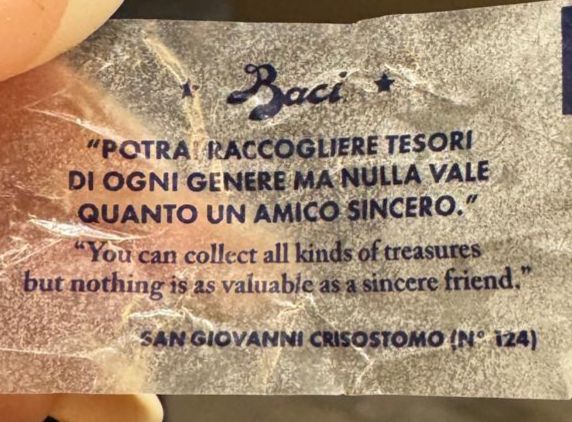 ★ Baci ★
“POTRAI RACCOGLIERE TESORI
DI OGNI GENERE MA NULLA VALE
QUANTO UN AMICO SINCERO.”
“You can collect all kinds of treasures
but nothing is as valuable as a sincere friend.”
SAN GIOVANNI CRISOSTOMO (N° 124)